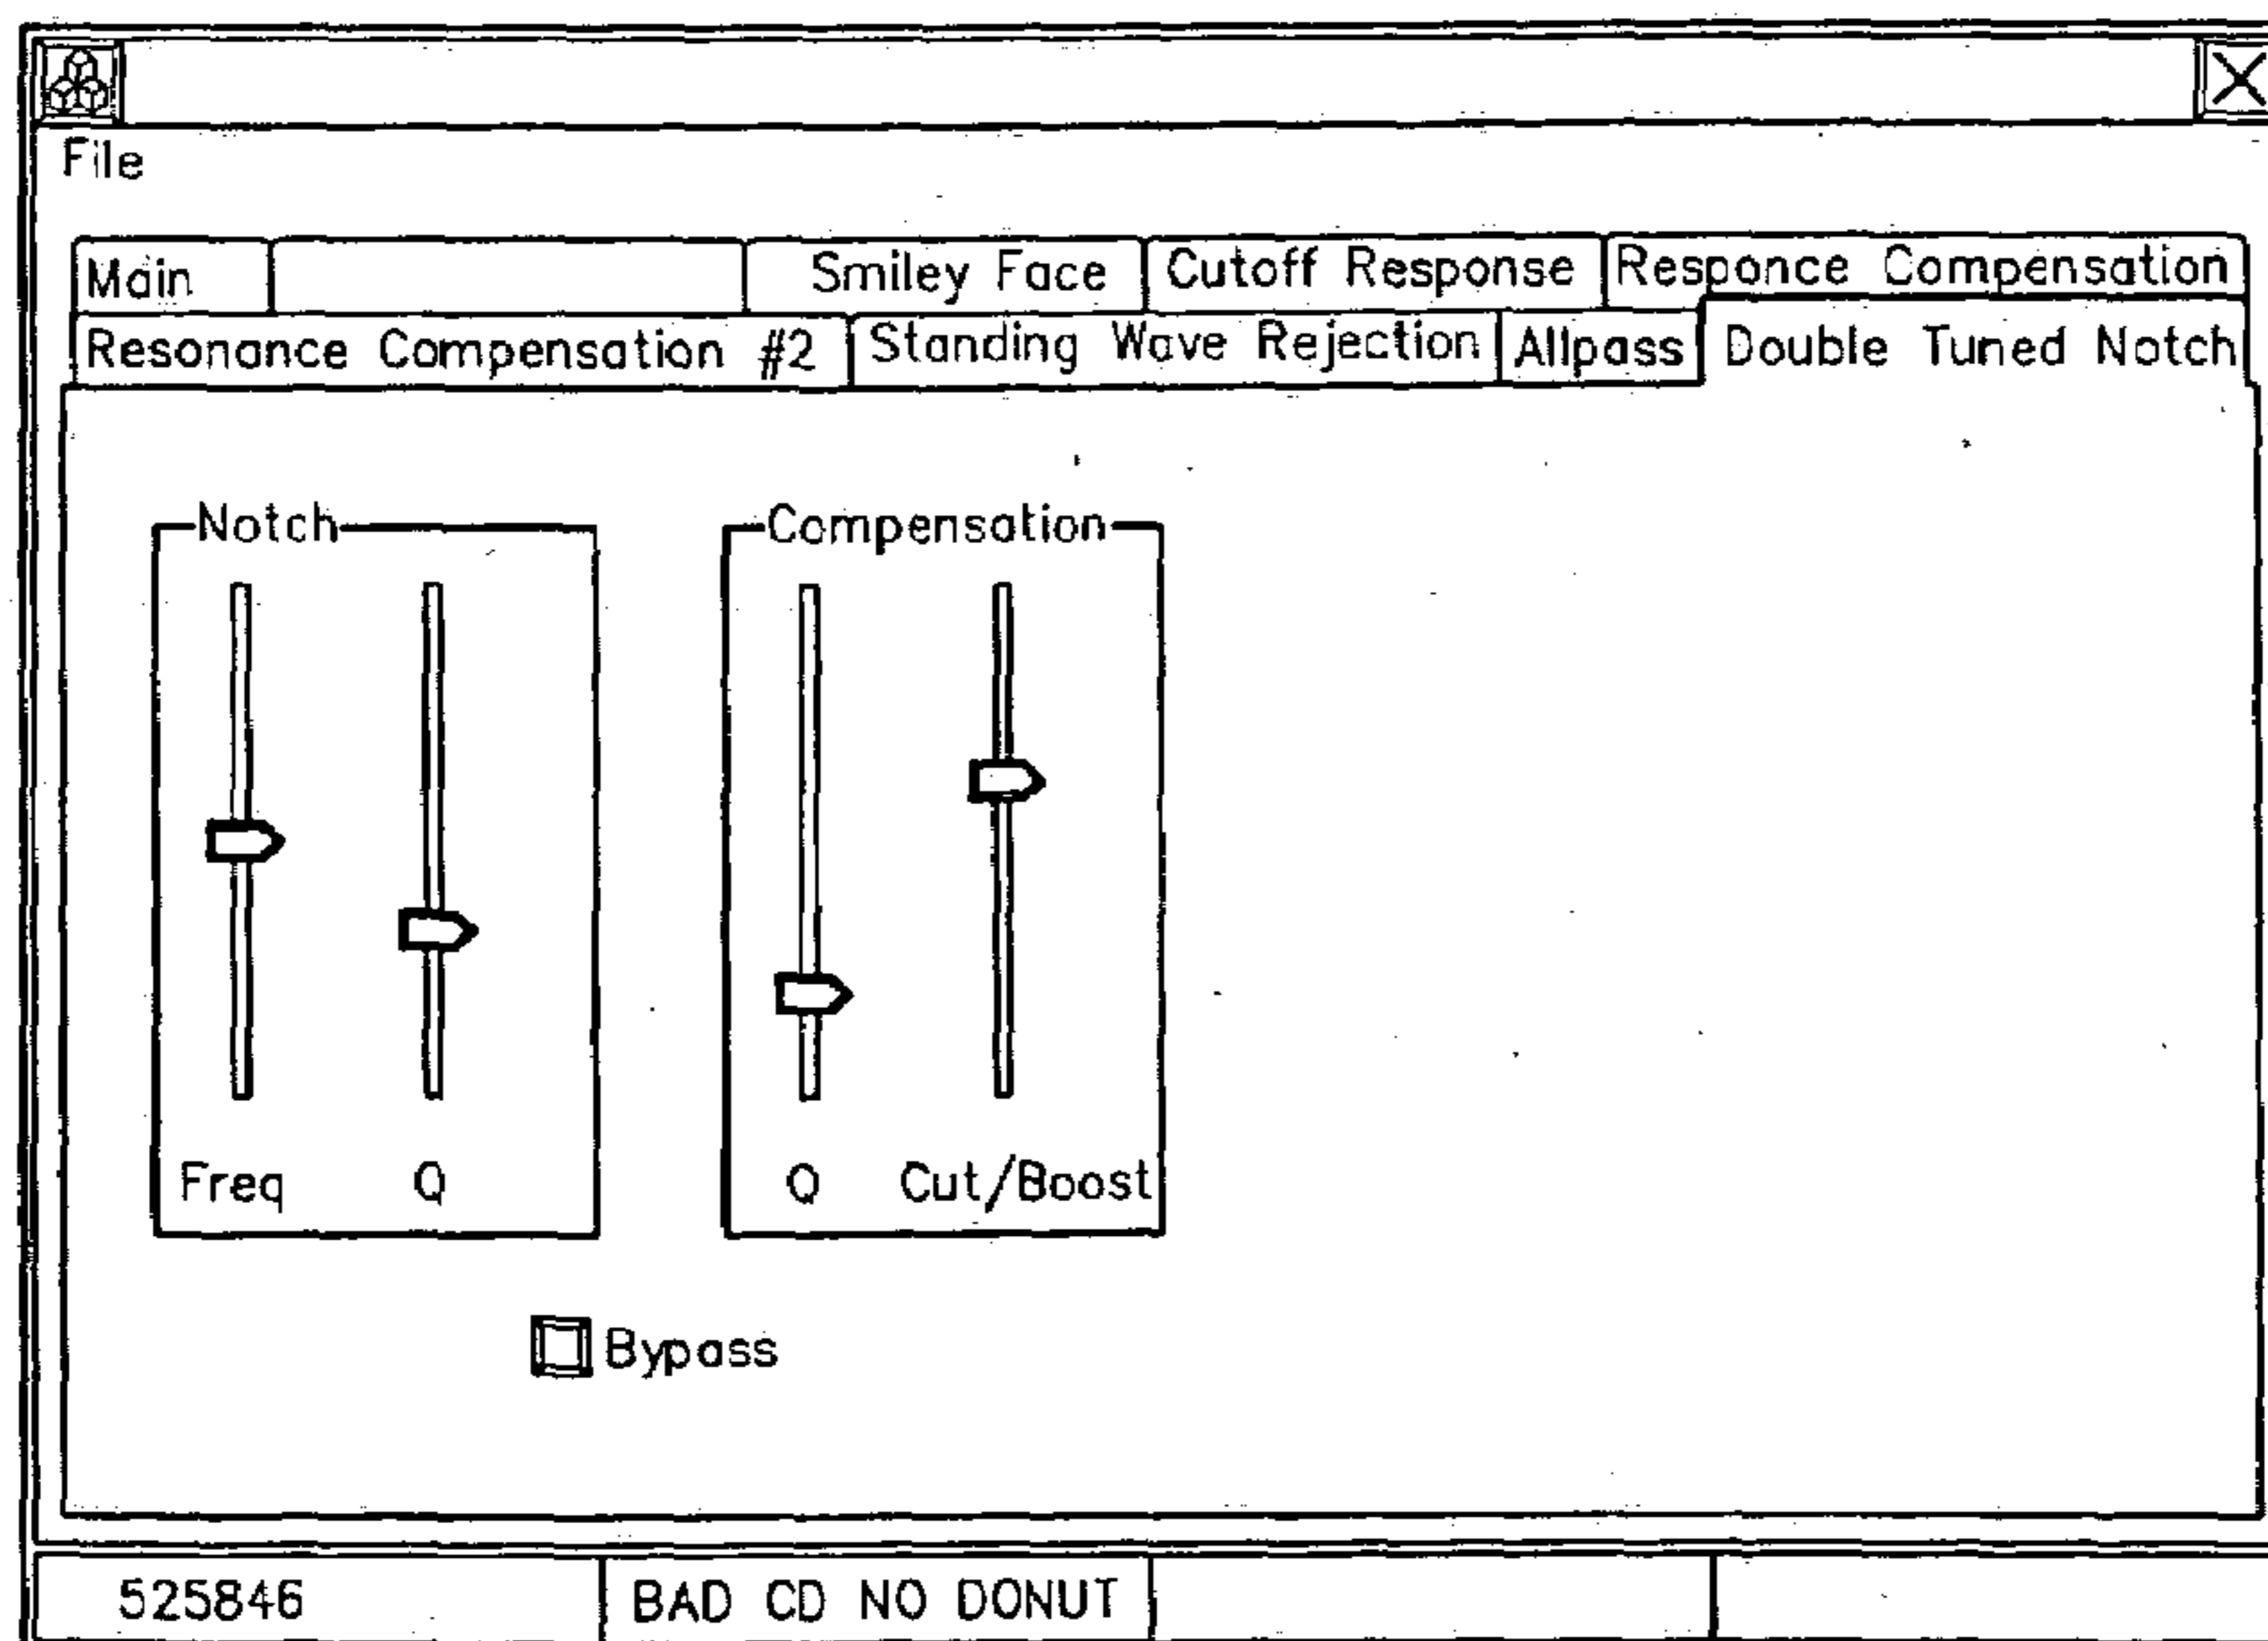 File
Main Smiley Face Cutoff Response Responce Compensation
Resonance Compensation #2 Standing Wave Rejection Allpass Double Tuned Notch
Notch Compensation
Freq Q Q Cut/Boost
Bypass
525846 BAD CD NO DONUT